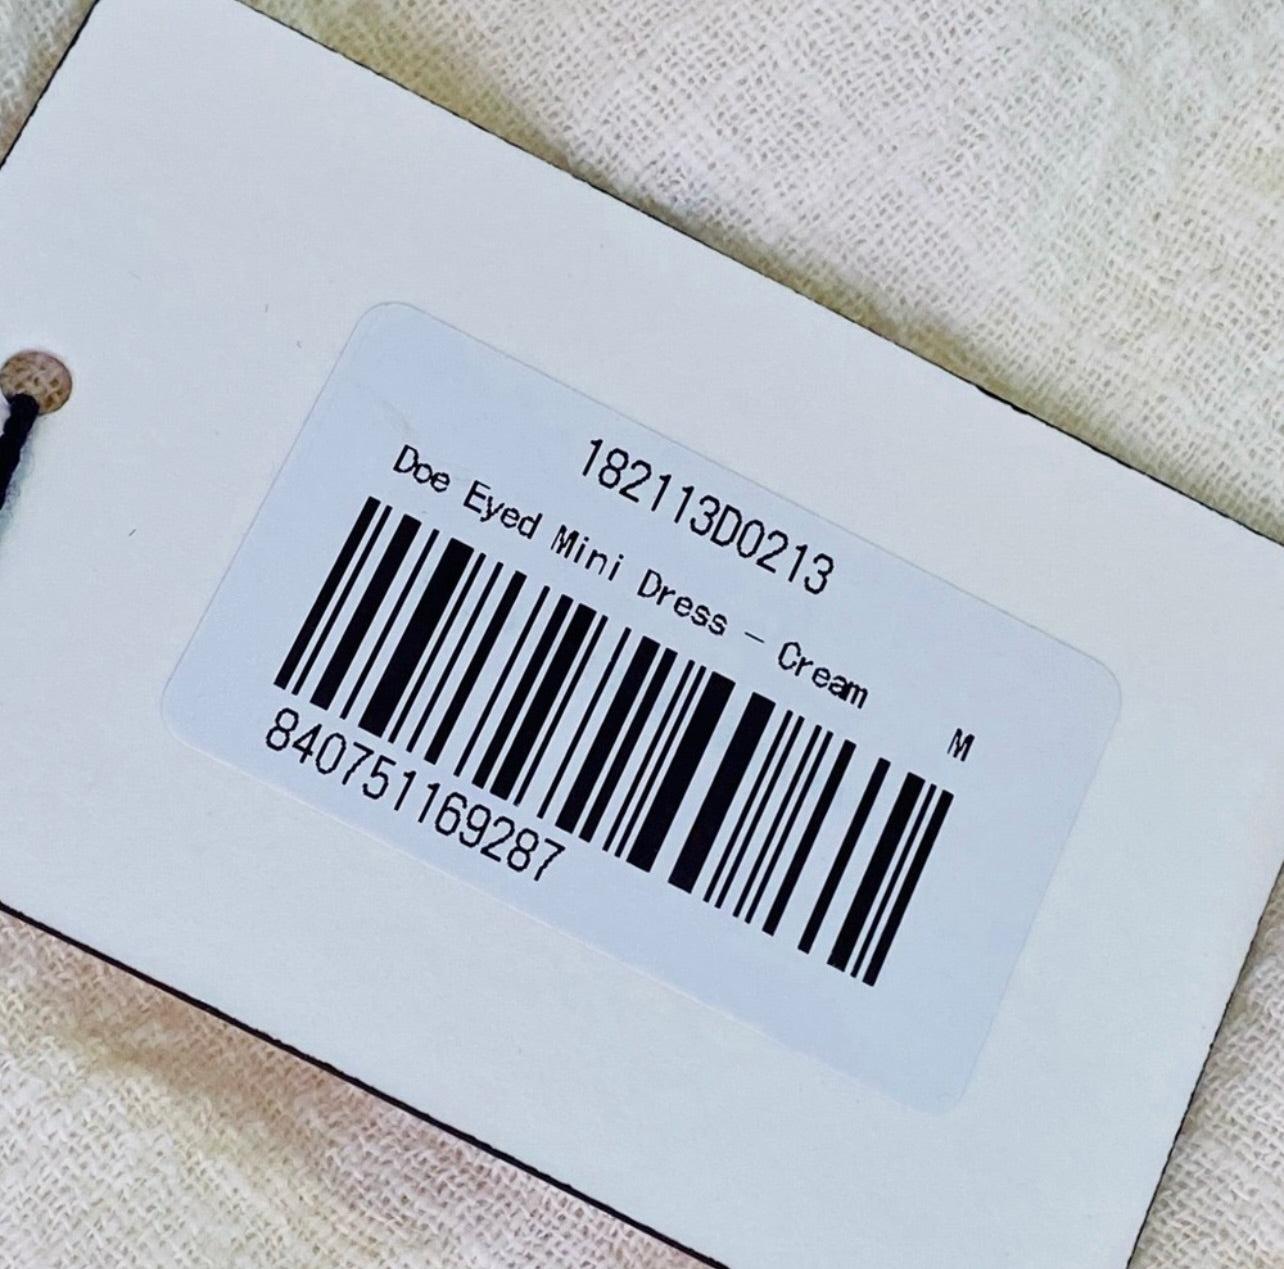 182113D0213
Doe Eyed Mini Dress - Cream
M
840751169287